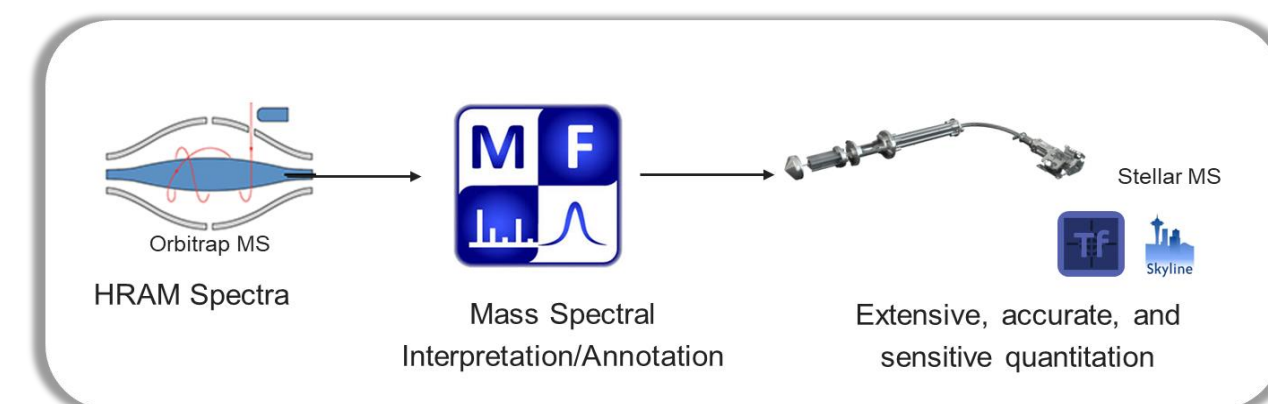 Orbitrap MS
HRAM Spectra
M F
Mass Spectral
Interpretation/Annotation
Stellar MS
Tf
Skyline
Extensive, accurate, and
sensitive quantitation